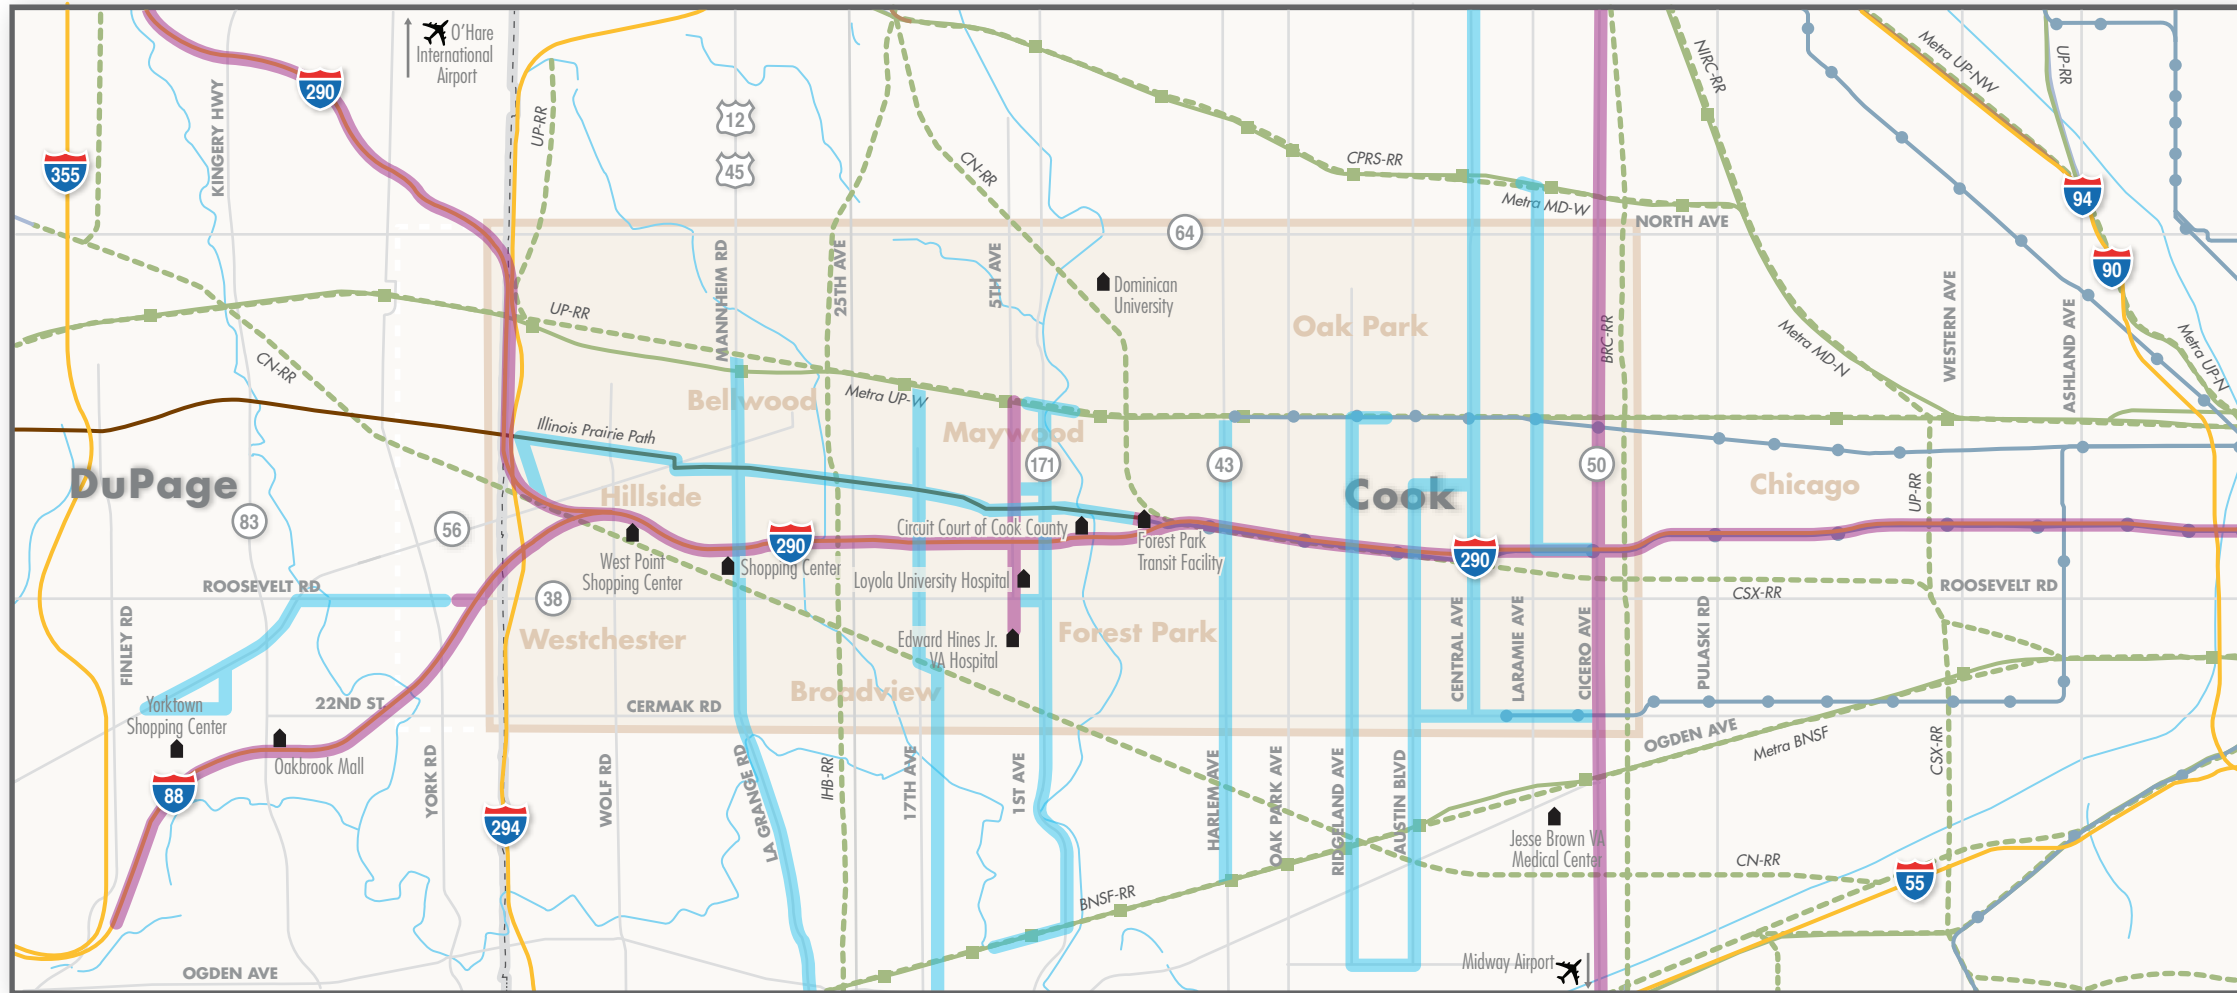 O'Hare
International
Airport
290
355
KINGERY HWY
UP-RR
12
45
CN-RR
CPRS-RR
Metra MD-W
NIRC-RR
Metra UP-NW
UP-RR
94
90
NORTH AVE
64
MANNHEIM RD
25TH AVE
5TH AVE
Dominican
University
Oak Park
BRC-RR
Metra MD-N
WESTERN AVE
ASHLAND AVE
Metra UP-N
UP-RR
CN-RR
Bellwood
Metra UP-W
Maywood
Illinois Prairie Path
DuPage
83
56
Hillside
171
43
Cook
50
Chicago
UP-RR
Circuit Court of Cook County
Forest Park
Transit Facility
West Point
Shopping Center
Shopping Center
290
290
Loyola University Hospital
ROOSEVELT RD
38
CSX-RR
ROOSEVELT RD
FINLEY RD
Westchester
Edward Hines Jr.
VA Hospital
Forest Park
CENTRAL AVE
LARAMIE AVE
CICERO AVE
PULASKI RD
Broadview
Yorktown
Shopping Center
22ND ST.
CERMAK RD
OGDEN AVE
Metra BNSF
CSX-RR
Oakbrook Mall
88
YORK RD
294
WOLF RD
LA GRANGE RD
IHB-RR
17TH AVE
1ST AVE
HARLEM AVE
OAK PARK AVE
RIDGELAND AVE
AUSTIN BLVD
Jesse Brown VA
Medical Center
CN-RR
55
BNSF-RR
Midway Airport
OGDEN AVE